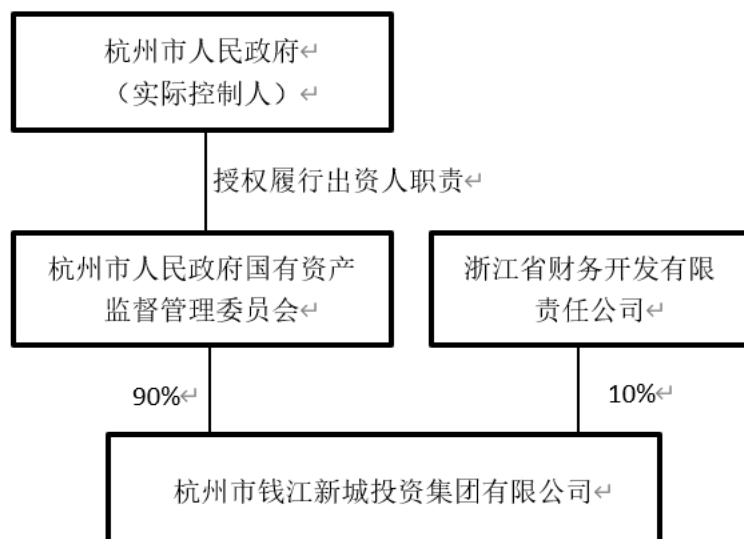 杭州市人民政府
（实际控制人）
授权履行出资人职责
杭州市人民政府国有资产
监督管理委员会
浙江省财务开发有限
责任公司
90%
10%
杭州市钱江新城投资集团有限公司